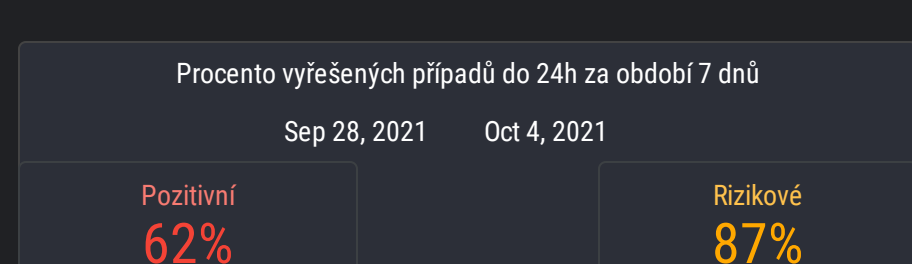 Procento vyřešených případů do 24h za období 7 dnů
Sep 28, 2021 Oct 4, 2021
Pozitivní Rizikové
62% 87%